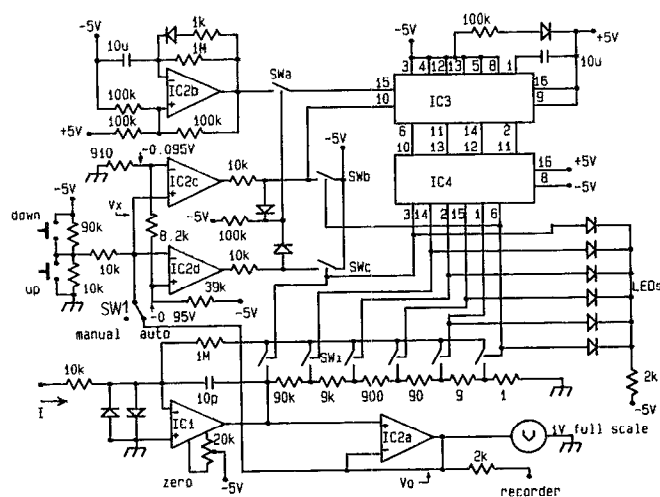 -5V
1k
10u
1M
IC2b
100k
+5V
100k
100k
SWa
-5V
100k
+5V
3 4 12 13 5 8 1
10u
15
10
IC3
16
9
6 11 14 2
10 13 12 11
IC4
16 +5V
8 -5V
3 14 2 15 1 6
910
-0.095V
IC2c
10k
-5V
SWb
-5V
down
90k
Vx
-5V
100k
8.2k
up
10k
10k
IC2d
10k
SWc
39k
-5V
-0 95V
SW1
manual auto
LEDs
1M
SWx
10k
I
10p
90k 9k 900 90 9 1
2k
-5V
IC1
20k
zero
-5V
IC2a
V
1V full scale
Vo
2k
recorder